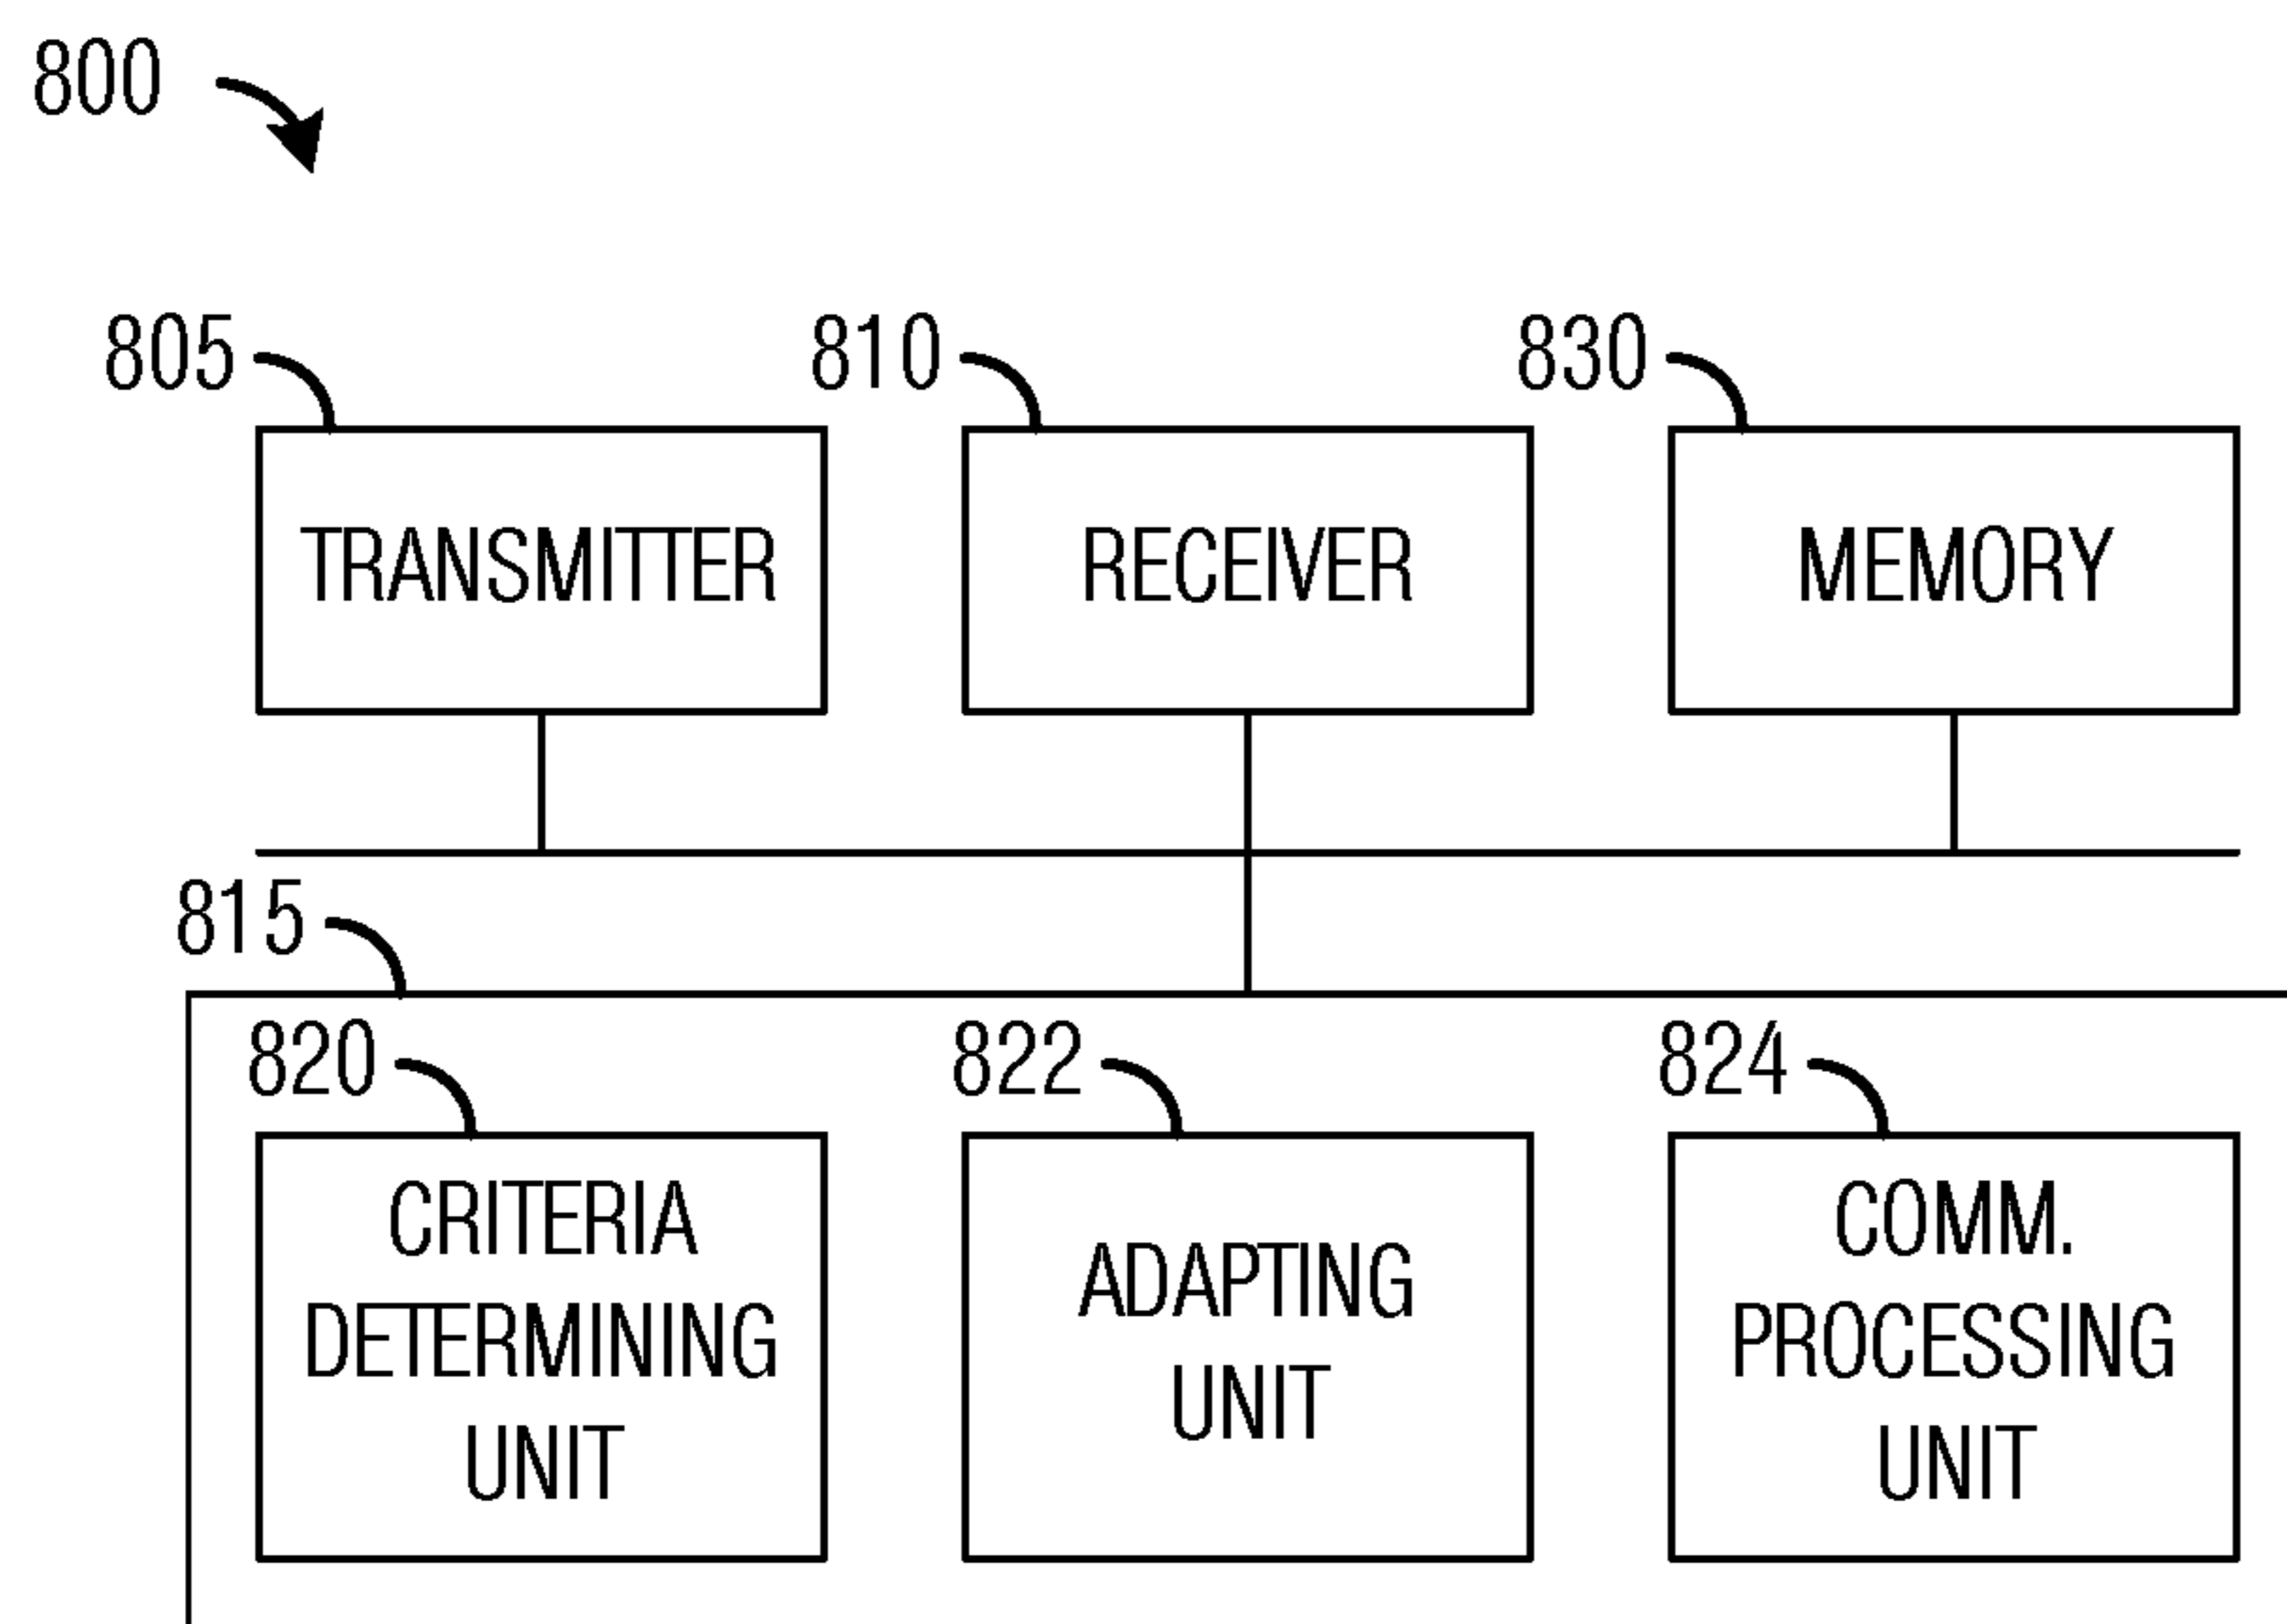 800
805
810
830
TRANSMITTER
RECEIVER
MEMORY
815
820
822
824
CRITERIA
DETERMINING
UNIT
ADAPTING
UNIT
COMM.
PROCESSING
UNIT